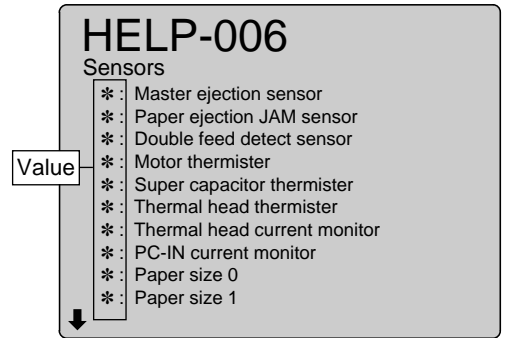 HELP-006
Sensors
✻ : Master ejection sensor
✻ : Paper ejection JAM sensor
✻ : Double feed detect sensor
Value ✻ : Motor thermister
✻ : Super capacitor thermister
✻ : Thermal head thermister
✻ : Thermal head current monitor
✻ : PC-IN current monitor
✻ : Paper size 0
✻ : Paper size 1